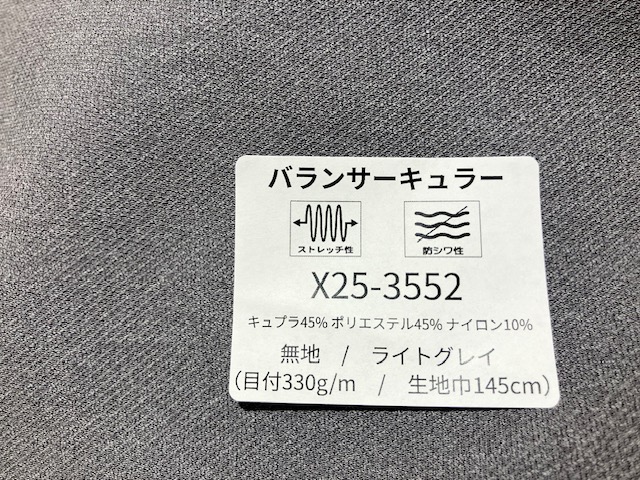 バランサーキュラー
ストレッチ性 防シワ性
X25-3552
キュプラ45% ポリエステル45% ナイロン10%
無地 / ライトグレイ
(目付330g/m / 生地巾145cm)